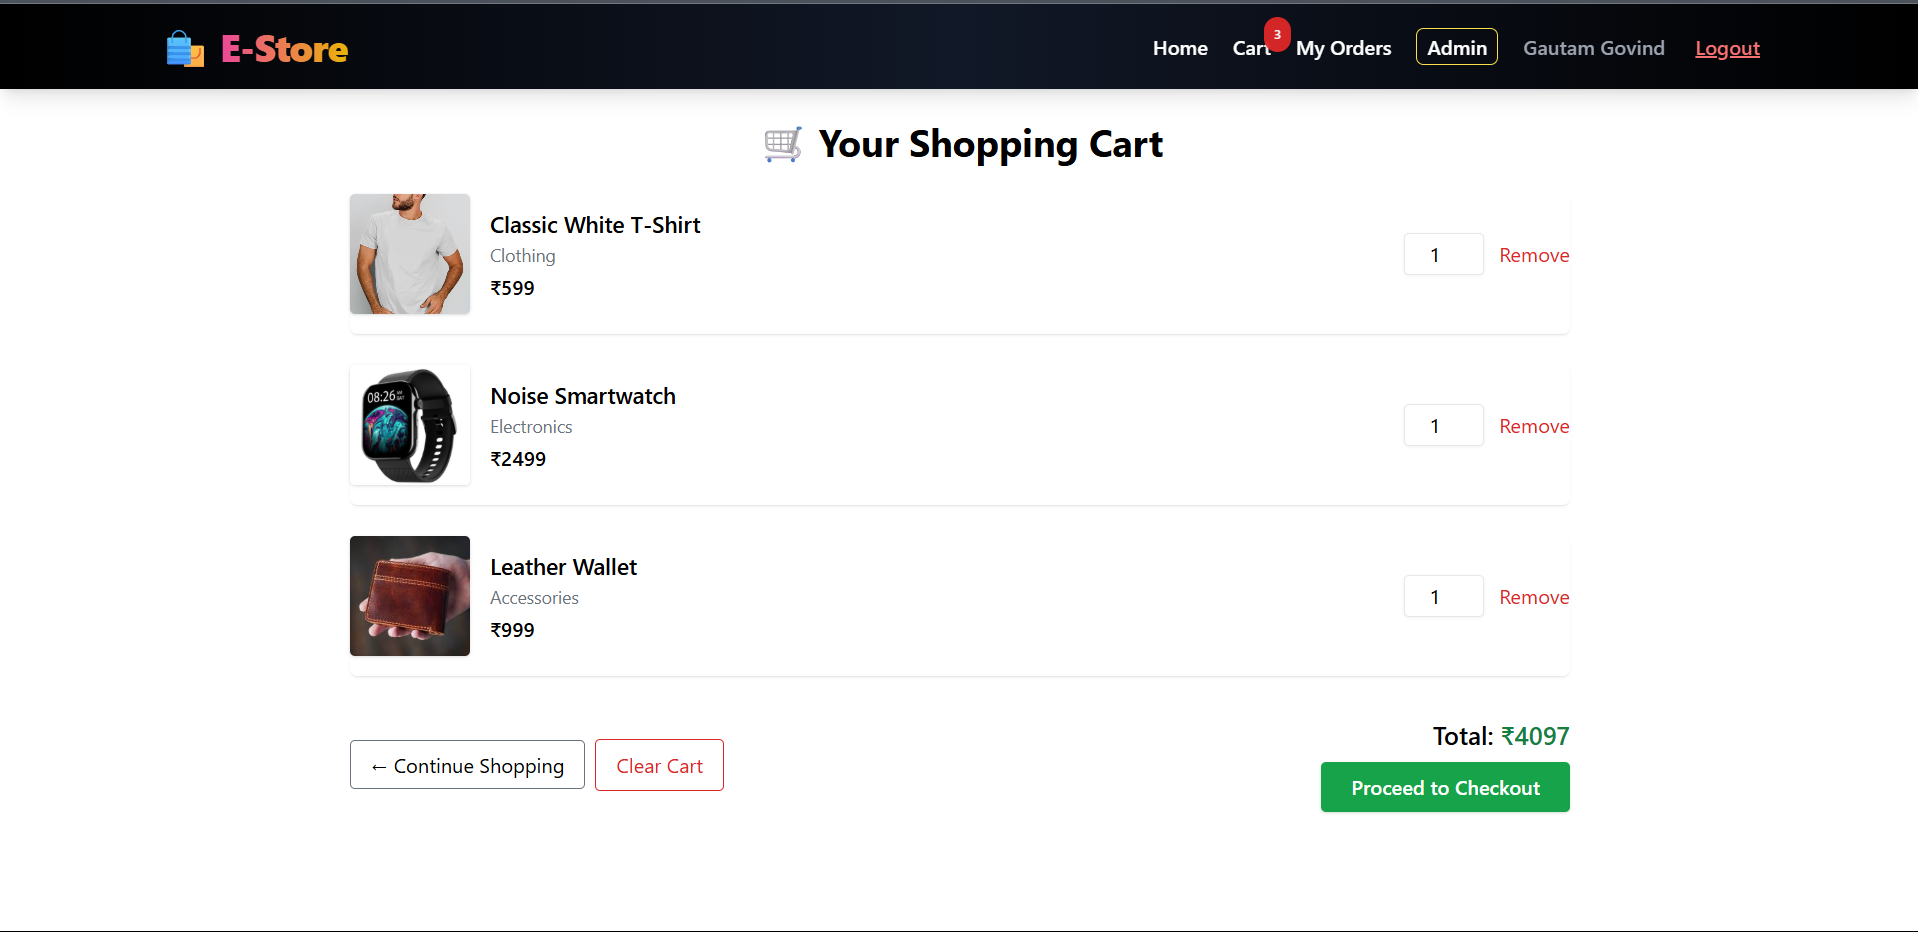 E-Store
Home Cart 3 My Orders Admin Gautam Govind Logout
Your Shopping Cart
Classic White T-Shirt
Clothing
₹599
1 Remove
08:26
Noise Smartwatch
Electronics
₹2499
1 Remove
Leather Wallet
Accessories
₹999
1 Remove
Total: ₹4097
← Continue Shopping Clear Cart
Proceed to Checkout